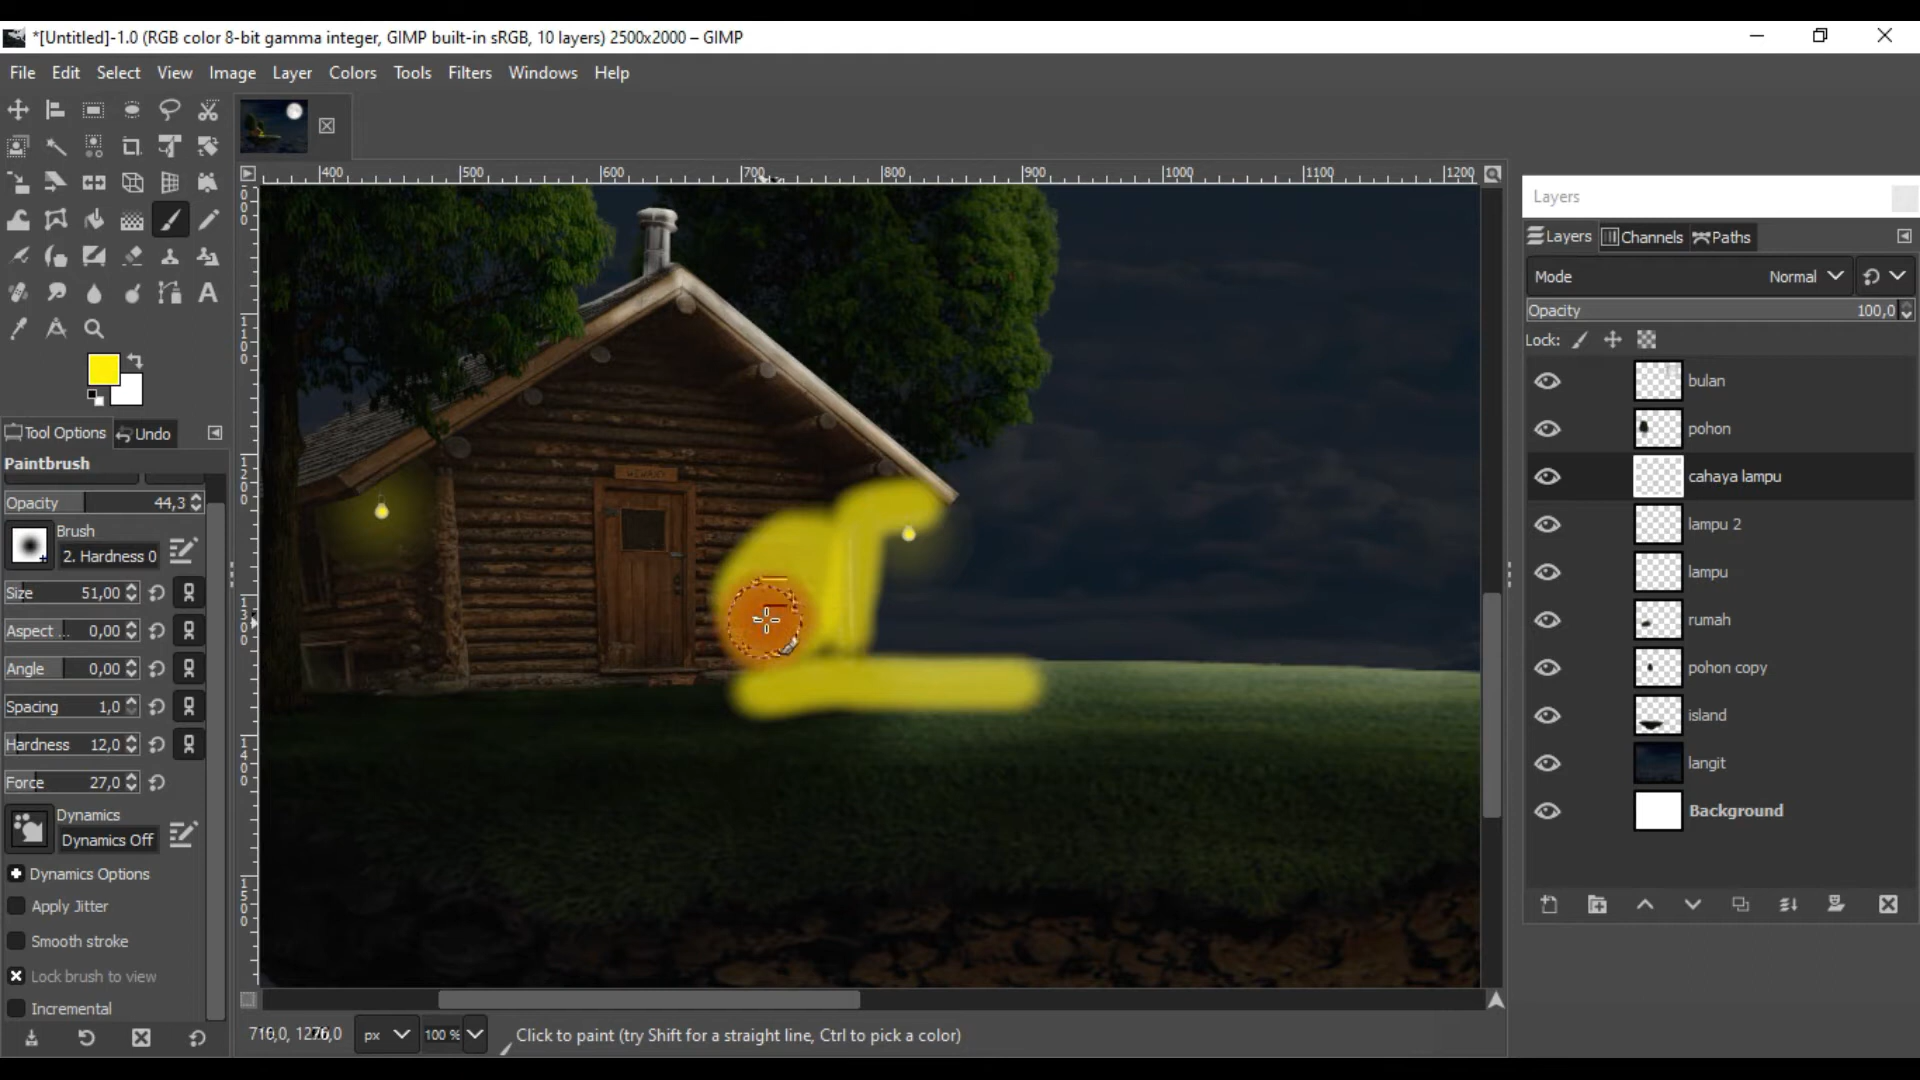 *[Untitled]-1.0 (RGB color 8-bit gamma integer, GIMP built-in sRGB, 10 layers) 2500x2000 – GIMP
File Edit Select View Image Layer Colors Tools Filters Windows Help
400 500 600 700 800 900 1000 1100 1200
Layers
Layers Channels Paths
Mode Normal
Opacity 100,0
Lock:
bulan
pohon
cahaya lampu
lampu 2
lampu
rumah
pohon copy
island
langit
Background
Tool Options Undo
Paintbrush
Opacity 44,3
Brush
2. Hardness 0
Size 51,00
Aspect ... 0,00
Angle 0,00
Spacing 1,0
Hardness 12,0
Force 27,0
Dynamics
Dynamics Off
Dynamics Options
Apply Jitter
Smooth stroke
Lock brush to view
Incremental
1100
1200
1300
1400
1500
px 100 % Click to paint (try Shift for a straight line, Ctrl to pick a color)